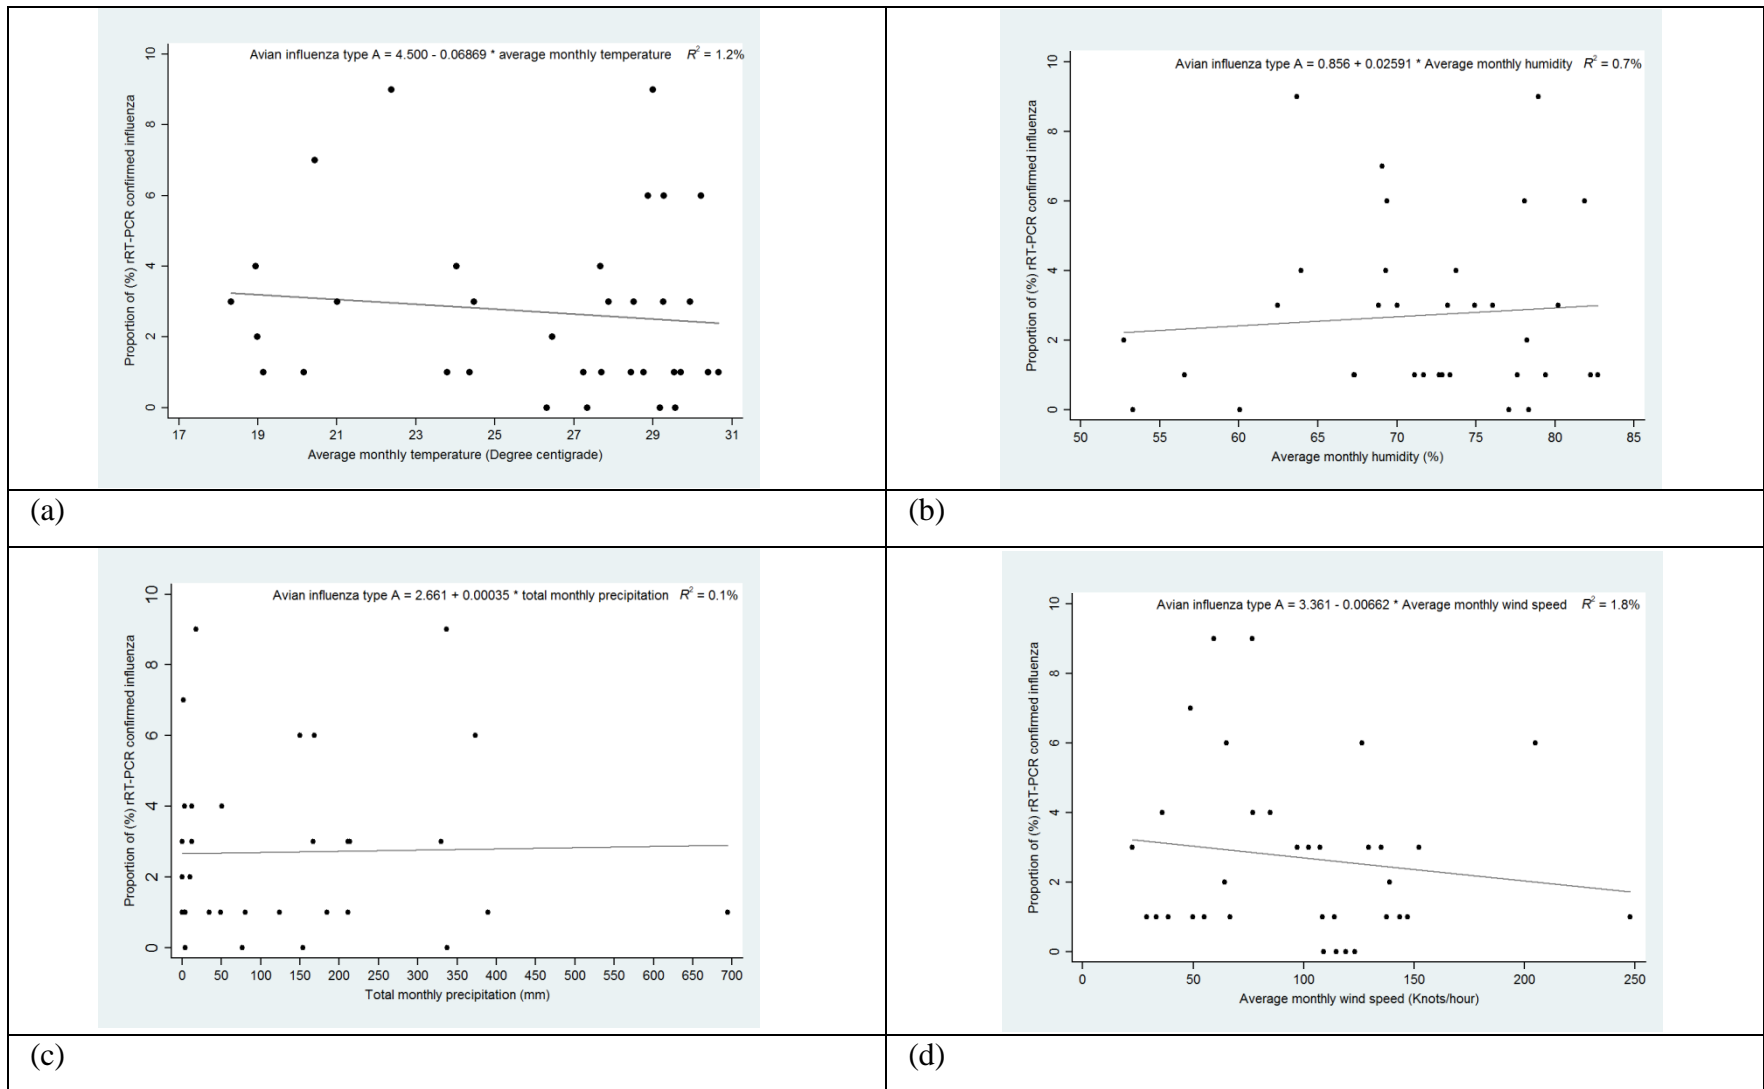 Avian influenza type A = 4.500 - 0.06869 * average monthly temperature R² = 1.2%
Proportion of (%) rRT-PCR confirmed influenza
10
8
6
4
2
0
17 19 21 23 25 27 29 31
Average monthly temperature (Degree centigrade)
(a)
Avian influenza type A = 0.856 + 0.02591 * Average monthly humidity R² = 0.7%
Proportion of (%) rRT-PCR confirmed influenza
10
8
6
4
2
0
50 55 60 65 70 75 80 85
Average monthly humidity (%)
(b)
Avian influenza type A = 2.661 + 0.00035 * total monthly precipitation R² = 0.1%
Proportion of (%) rRT-PCR confirmed influenza
10
8
6
4
2
0
0 50 100 150 200 250 300 350 400 450 500 550 600 650 700
Total monthly precipitation (mm)
(c)
Avian influenza type A = 3.361 - 0.00662 * Average monthly wind speed R² = 1.8%
Proportion of (%) rRT-PCR confirmed influenza
10
8
6
4
2
0
0 50 100 150 200 250
Average monthly wind speed (Knots/hour)
(d)